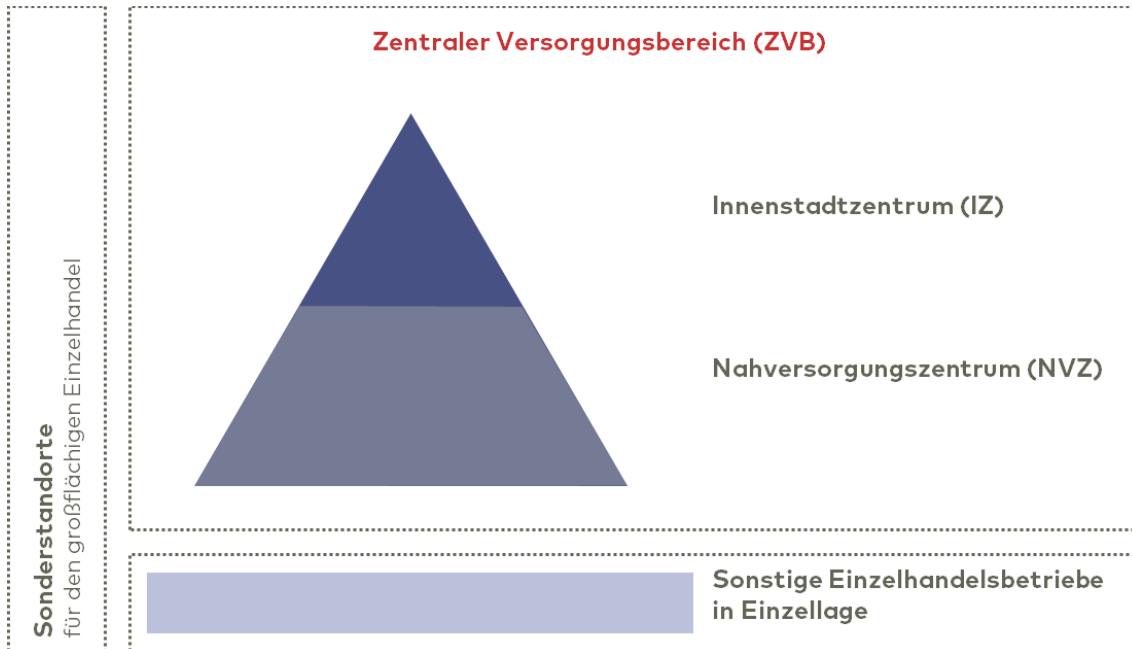 Zentraler Versorgungsbereich (ZVB)
Innenstadtzentrum (IZ)
Nahversorgungszentrum (NVZ)
Sonstige Einzelhandelsbetriebe
in Einzellage
Sonderstandorte
für den großflächigen Einzelhandel